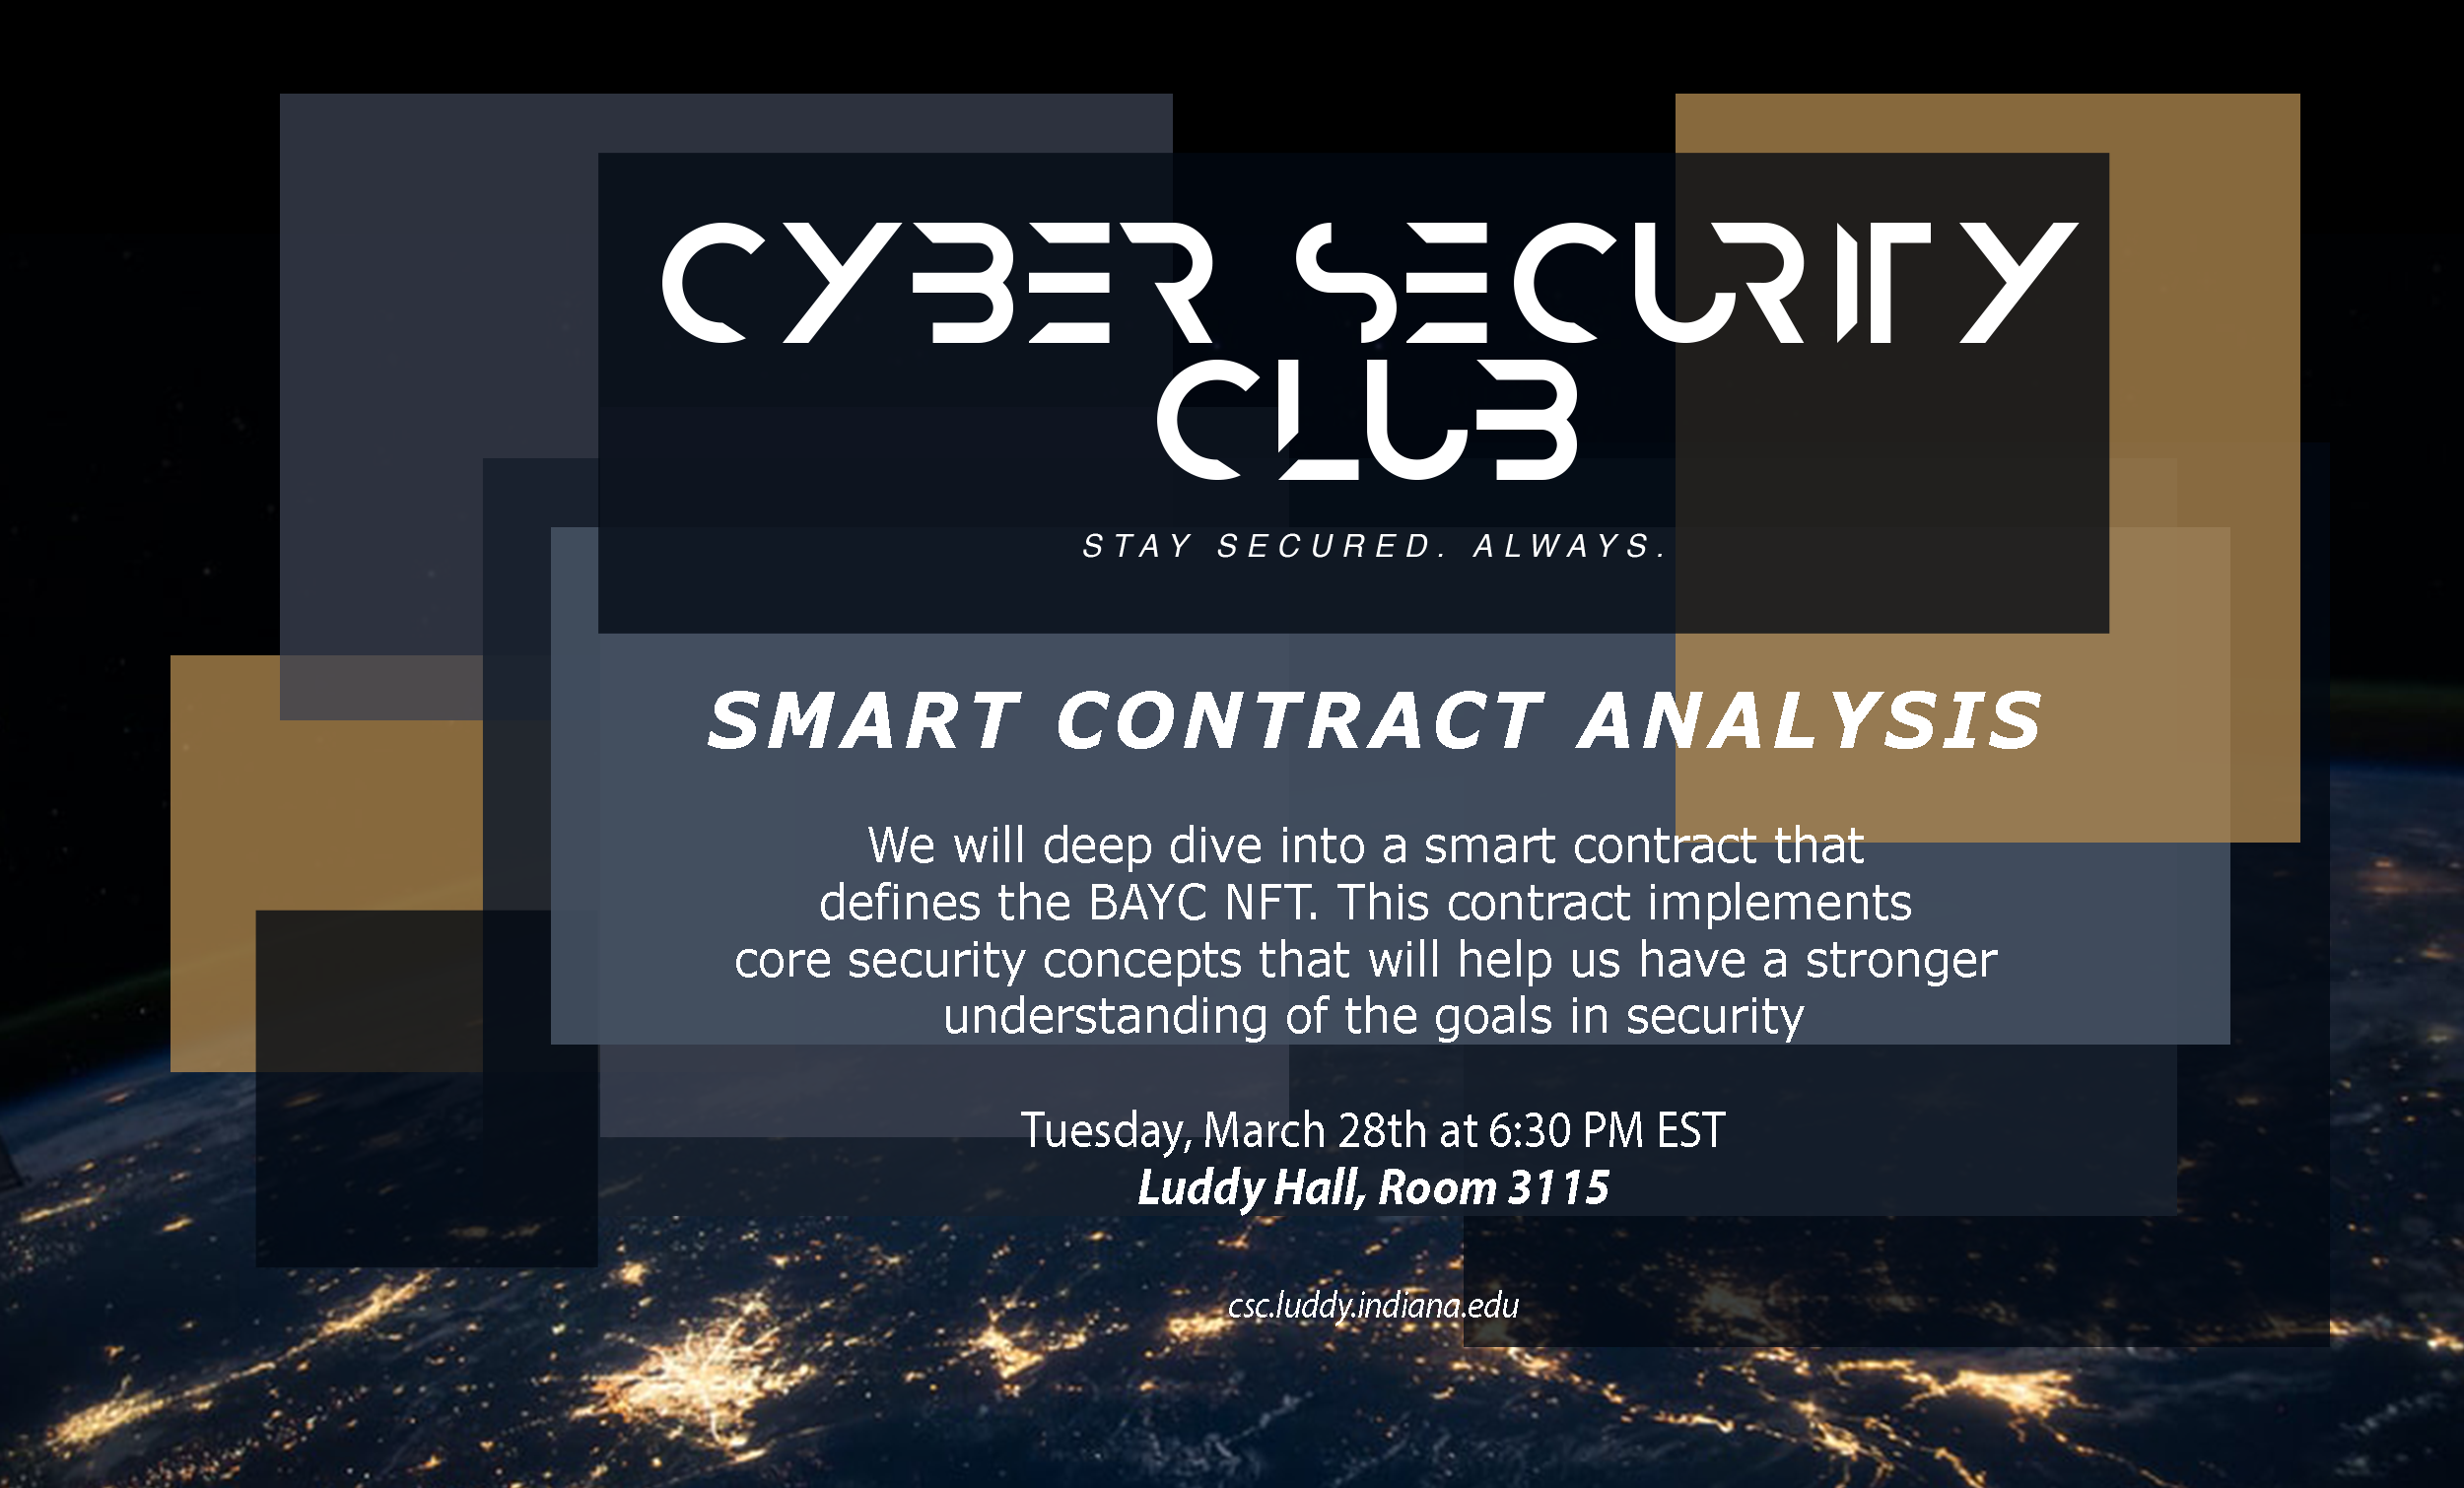 CYBER SECURITY
CLUB
STAY SECURED. ALWAYS.
SMART CONTRACT ANALYSIS
We will deep dive into a smart contract that
defines the BAYC NFT. This contract implements
core security concepts that will help us have a stronger
understanding of the goals in security
Tuesday, March 28th at 6:30 PM EST
Luddy Hall, Room 3115
csc.luddy.indiana.edu